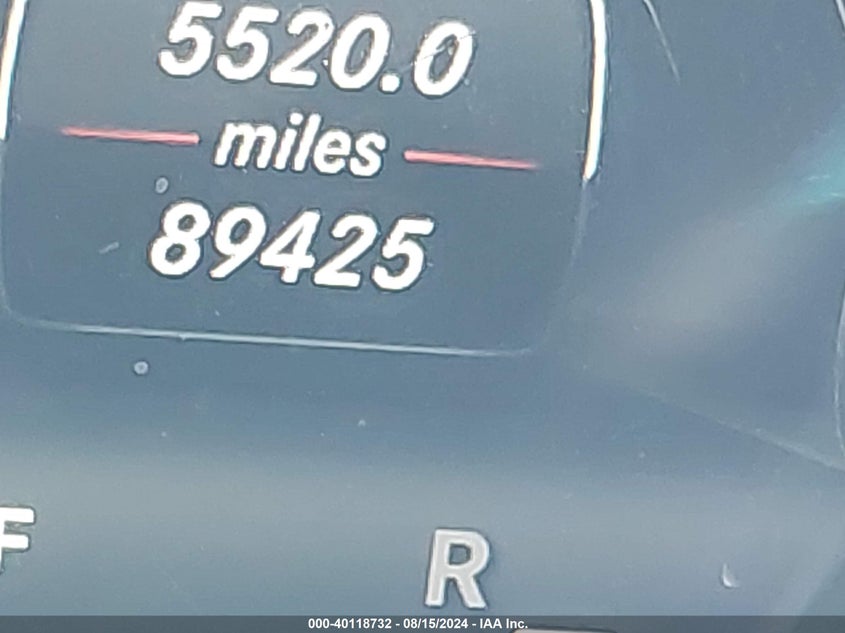 5520.0
miles
89425
F
R
000-40118732 - 08/15/2024 - IAA Inc.